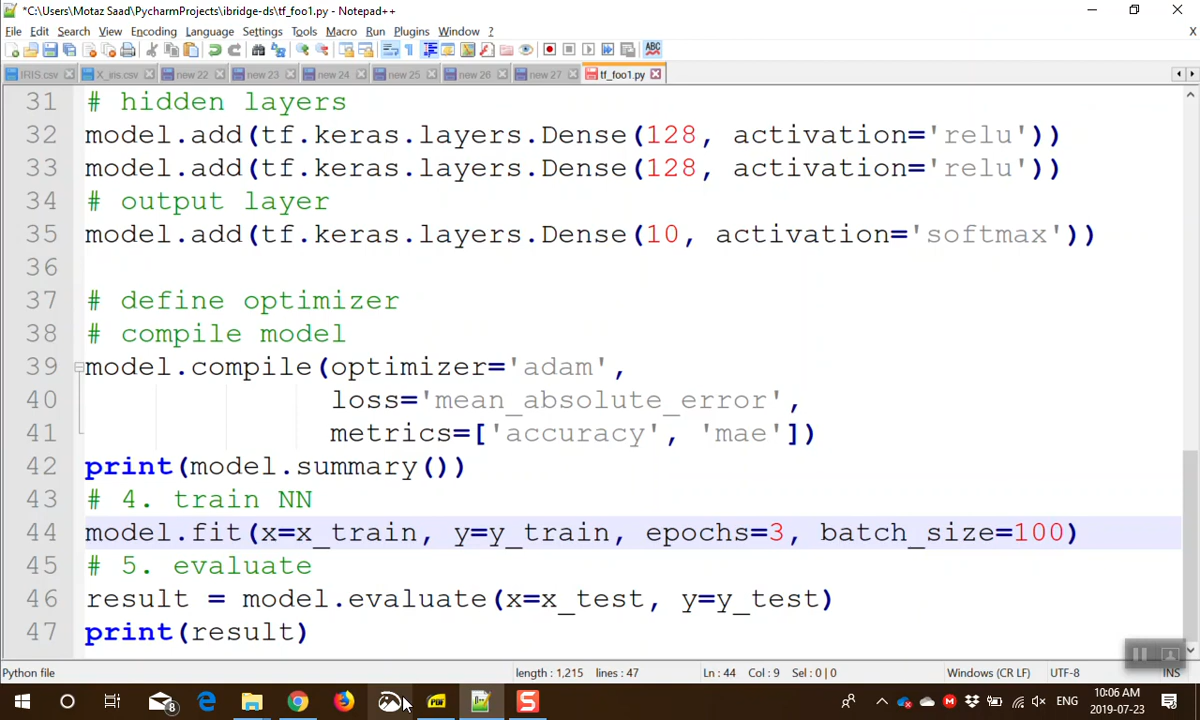 *C:\Users\Motaz Saad\PycharmProjects\ibridge-ds\tf_foo1.py - Notepad++
File Edit Search View Encoding Language Settings Tools Macro Run Plugins Window ?
X
IRIS.csv X_iris.csv new 22 new 23 new 24 new 25 new 26 new 27 tf_foo1.py
31 # hidden layers
32 model.add(tf.keras.layers.Dense(128, activation='relu'))
33 model.add(tf.keras.layers.Dense(128, activation='relu'))
34 # output layer
35 model.add(tf.keras.layers.Dense(10, activation='softmax'))
36
37 # define optimizer
38 # compile model
39 model.compile(optimizer='adam',
40 loss='mean_absolute_error',
41 metrics=['accuracy', 'mae'])
42 print(model.summary())
43 # 4. train NN
44 model.fit(x=x_train, y=y_train, epochs=3, batch_size=100)
45 # 5. evaluate
46 result = model.evaluate(x=x_test, y=y_test)
47 print(result)
Python file length : 1,215 lines : 47 Ln : 44 Col : 9 Sel : 0 | 0 Windows (CR LF) UTF-8 INS
8 ENG 10:06 AM
2019-07-23